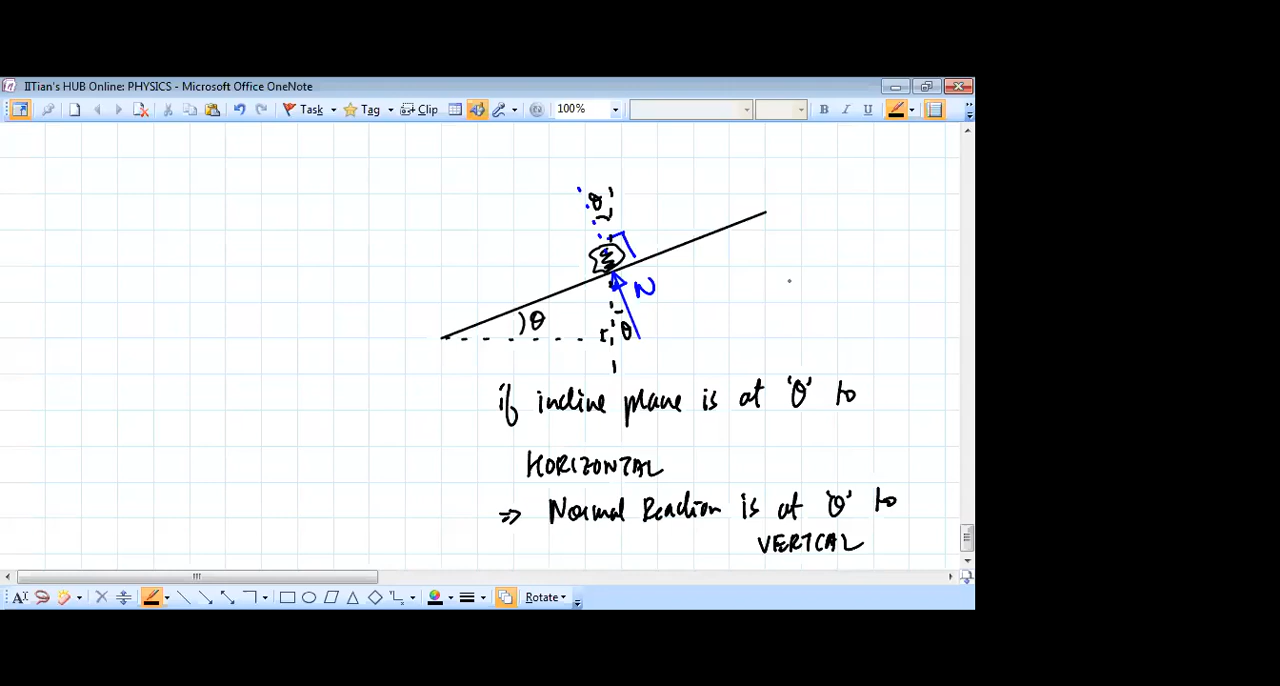 IITian's HUB Online: PHYSICS - Microsoft Office OneNote
Task Tag Clip 100% B I U
θ
N
θ
θ
if incline plane is at 'θ' to
HORIZONTAL
⇒ Normal Reaction is at 'θ' to
VERTICAL
A Rotate